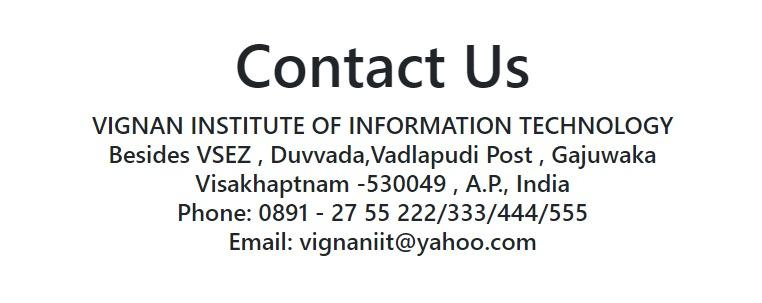 Contact Us
VIGNAN INSTITUTE OF INFORMATION TECHNOLOGY
Besides VSEZ , Duvvada,Vadlapudi Post , Gajuwaka
Visakhaptnam -530049 , A.P., India
Phone: 0891 - 27 55 222/333/444/555
Email: vignaniit@yahoo.com